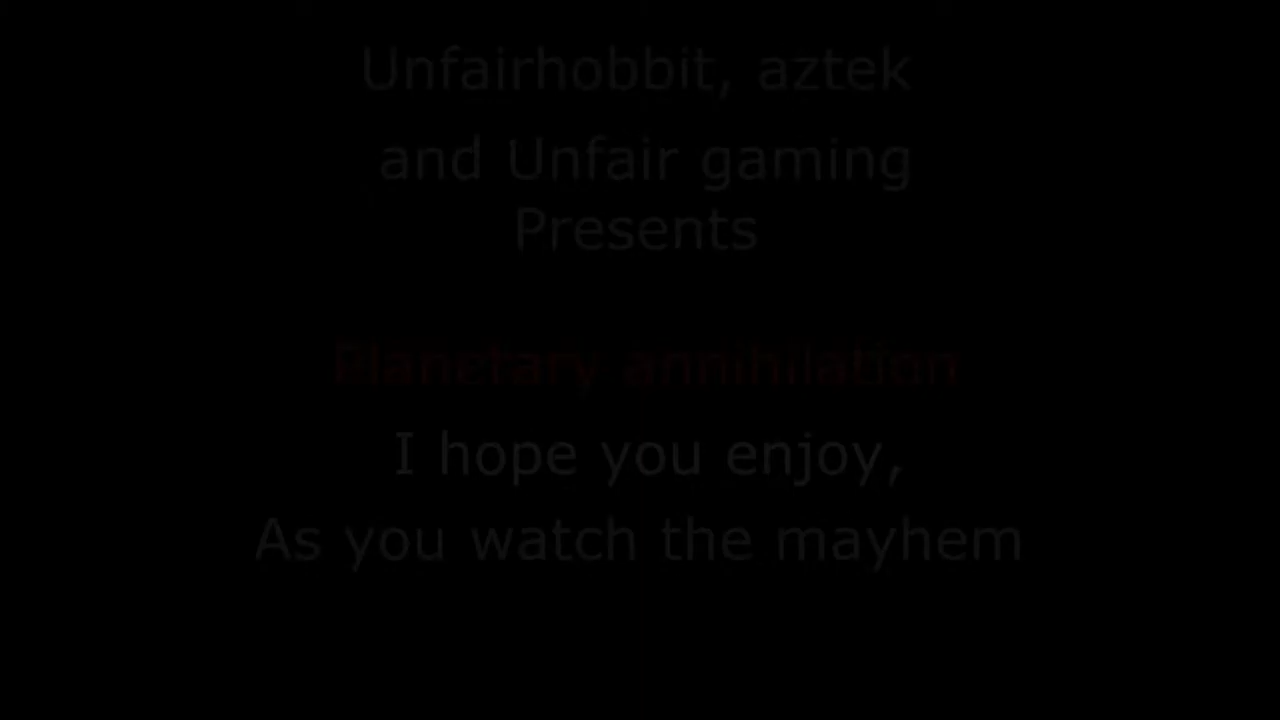 Unfairhobbit, aztek
and Unfair gaming
Presents
Planetary annihilation
I hope you enjoy,
As you watch the mayhem